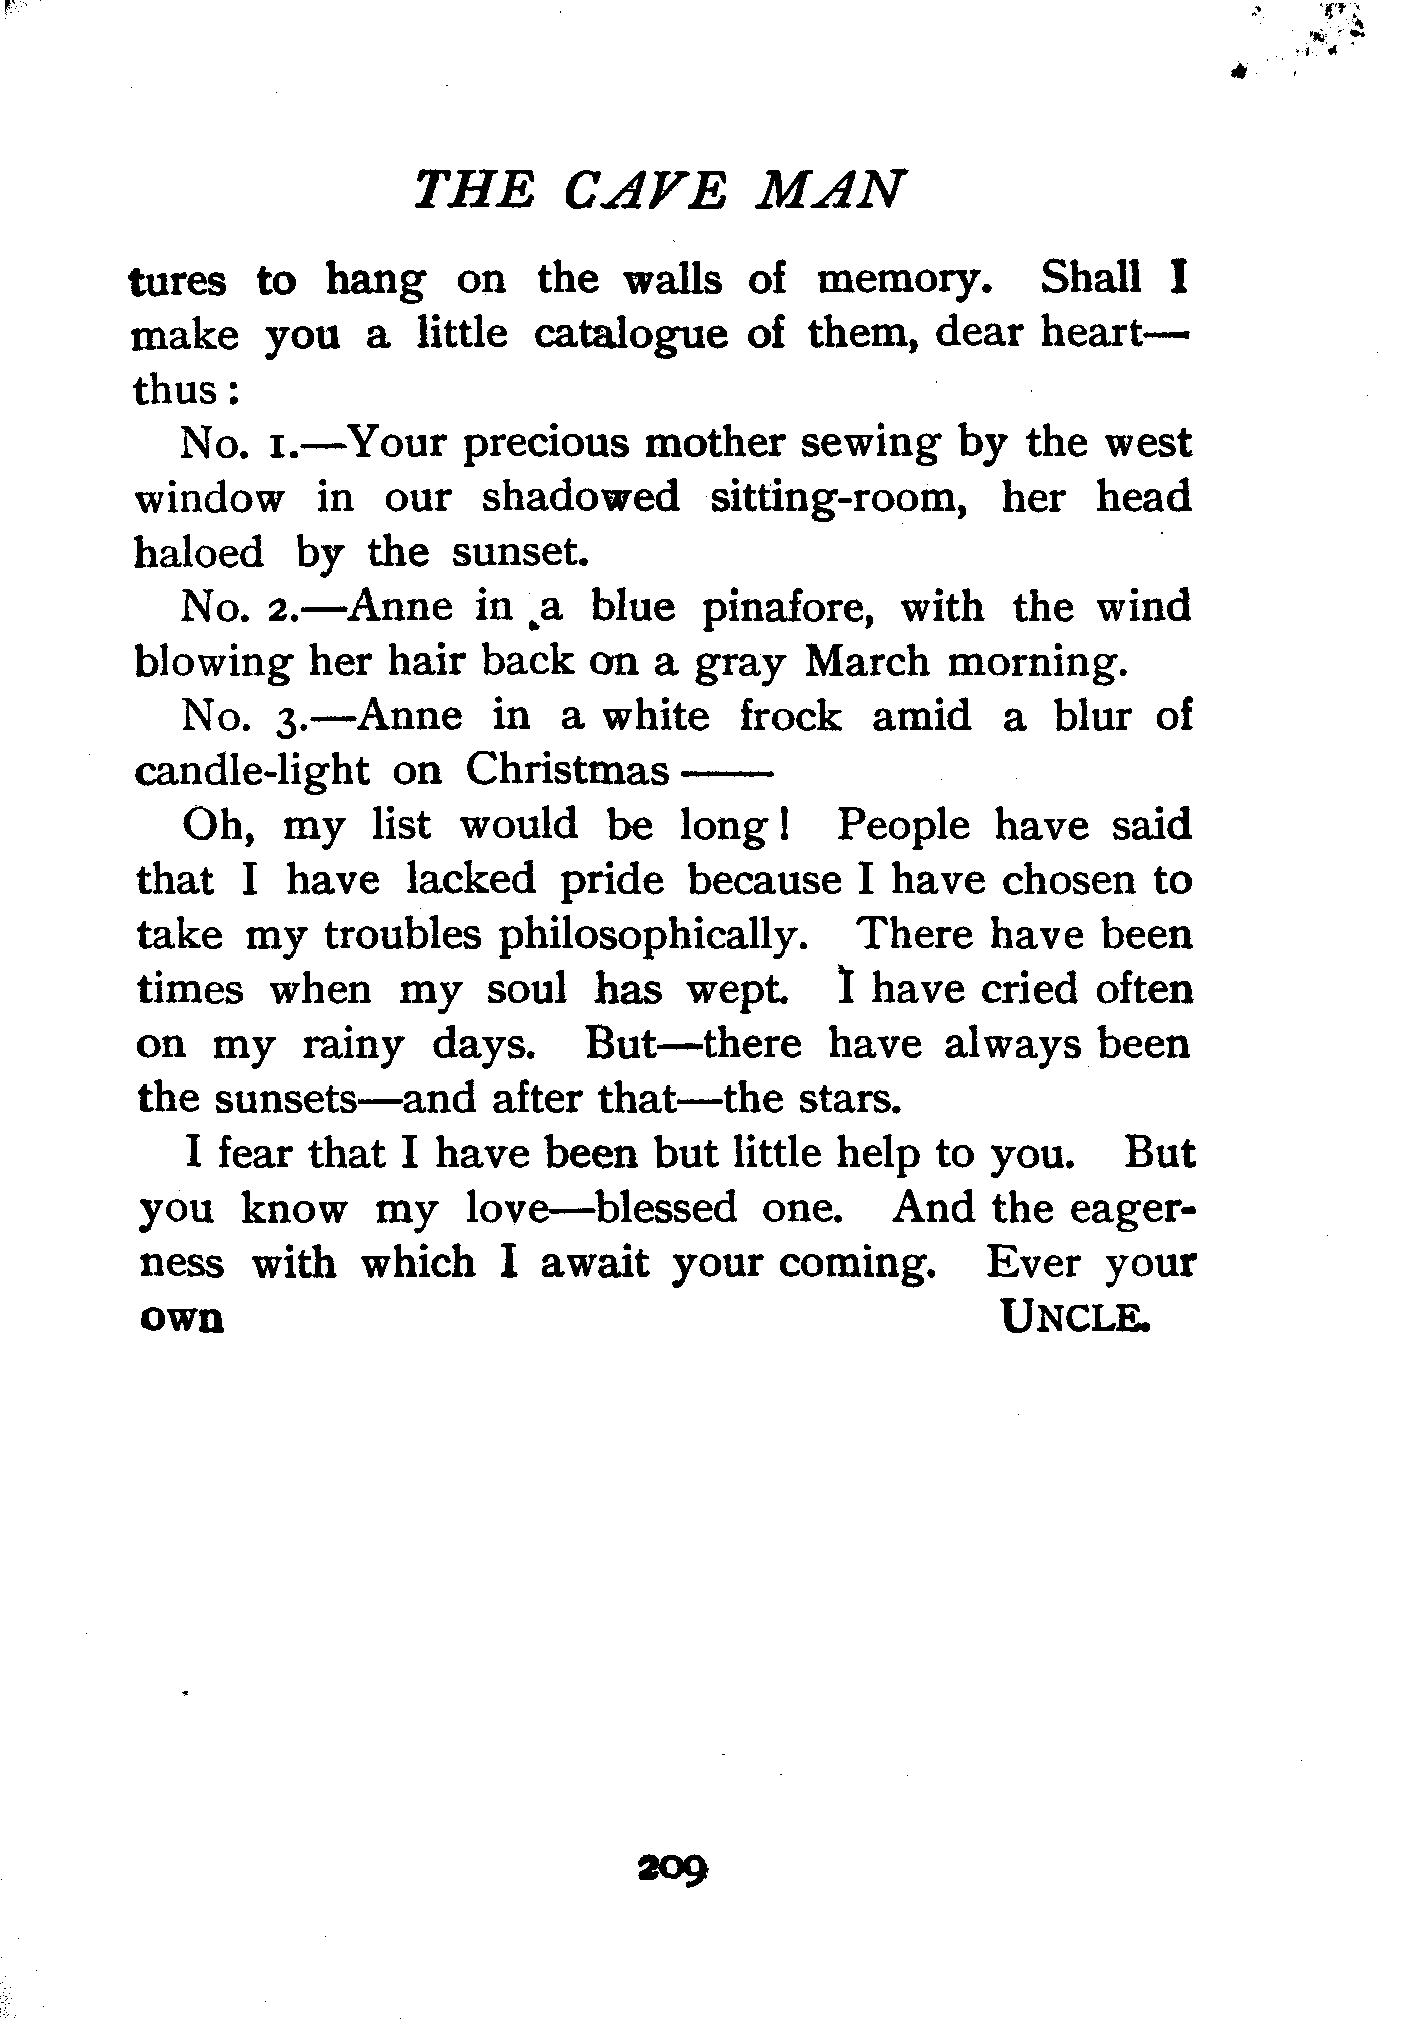 THE CAVE MAN
tures to hang on the walls of memory. Shall I
make you a little catalogue of them, dear heart—
thus :
No. 1.—Your precious mother sewing by the west
window in our shadowed sitting-room, her head
haloed by the sunset.
No. 2.—Anne in a blue pinafore, with the wind
blowing her hair back on a gray March morning.
No. 3.—Anne in a white frock amid a blur of
candle-light on Christmas ——
Oh, my list would be long! People have said
that I have lacked pride because I have chosen to
take my troubles philosophically. There have been
times when my soul has wept. I have cried often
on my rainy days. But—there have always been
the sunsets—and after that—the stars.
I fear that I have been but little help to you. But
you know my love—blessed one. And the eager-
ness with which I await your coming. Ever your
own UNCLE.
209